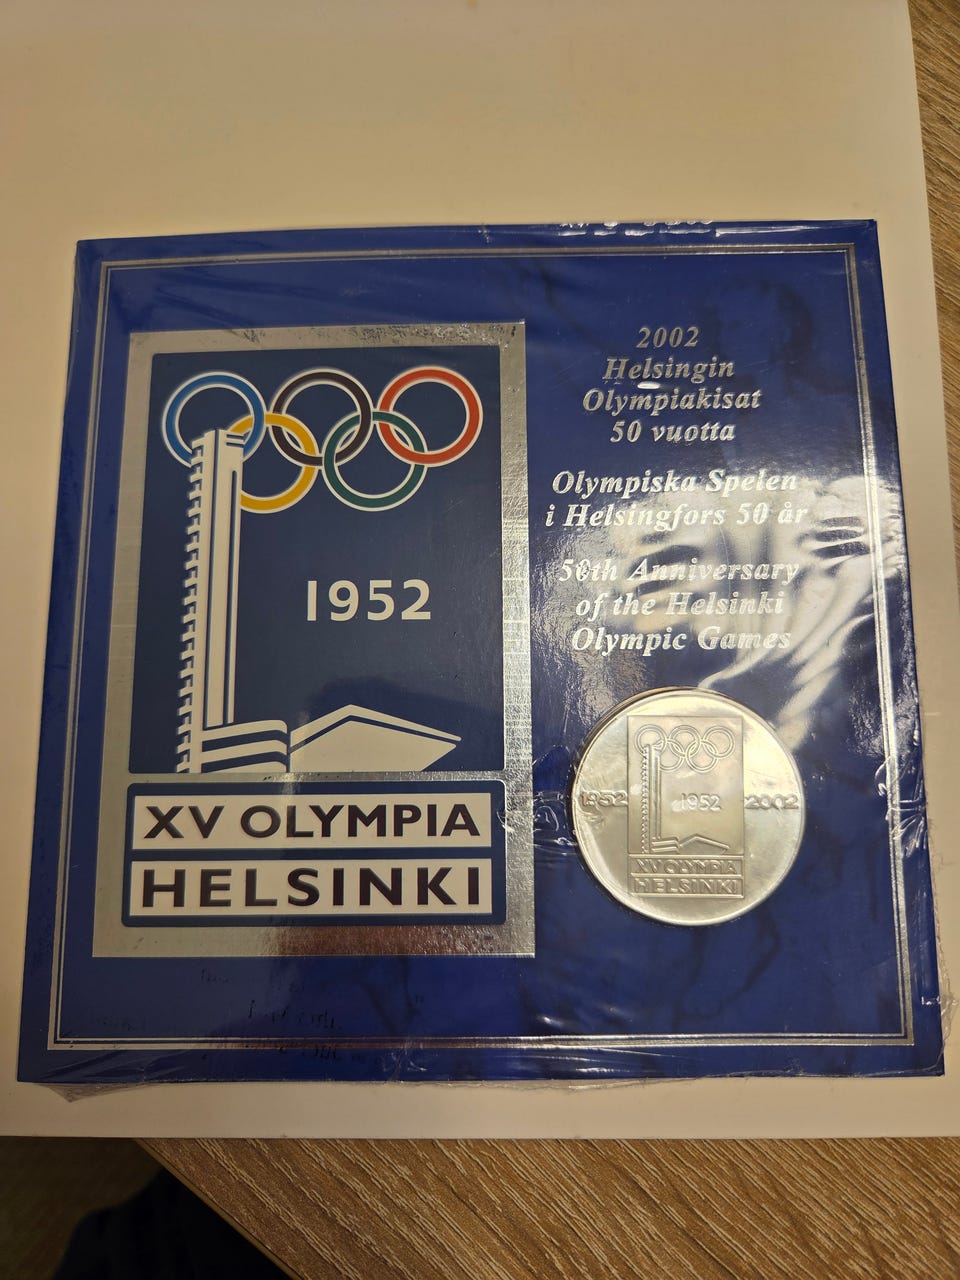 2002
Helsingin
Olympiakisat
50 vuotta
Olympiska Spelen
i Helsingfors 50 år
50th Anniversary
of the Helsinki
Olympic Games
1952
XV OLYMPIA
HELSINKI
1952
1952
2002
XV OLYMPIA
HELSINKI